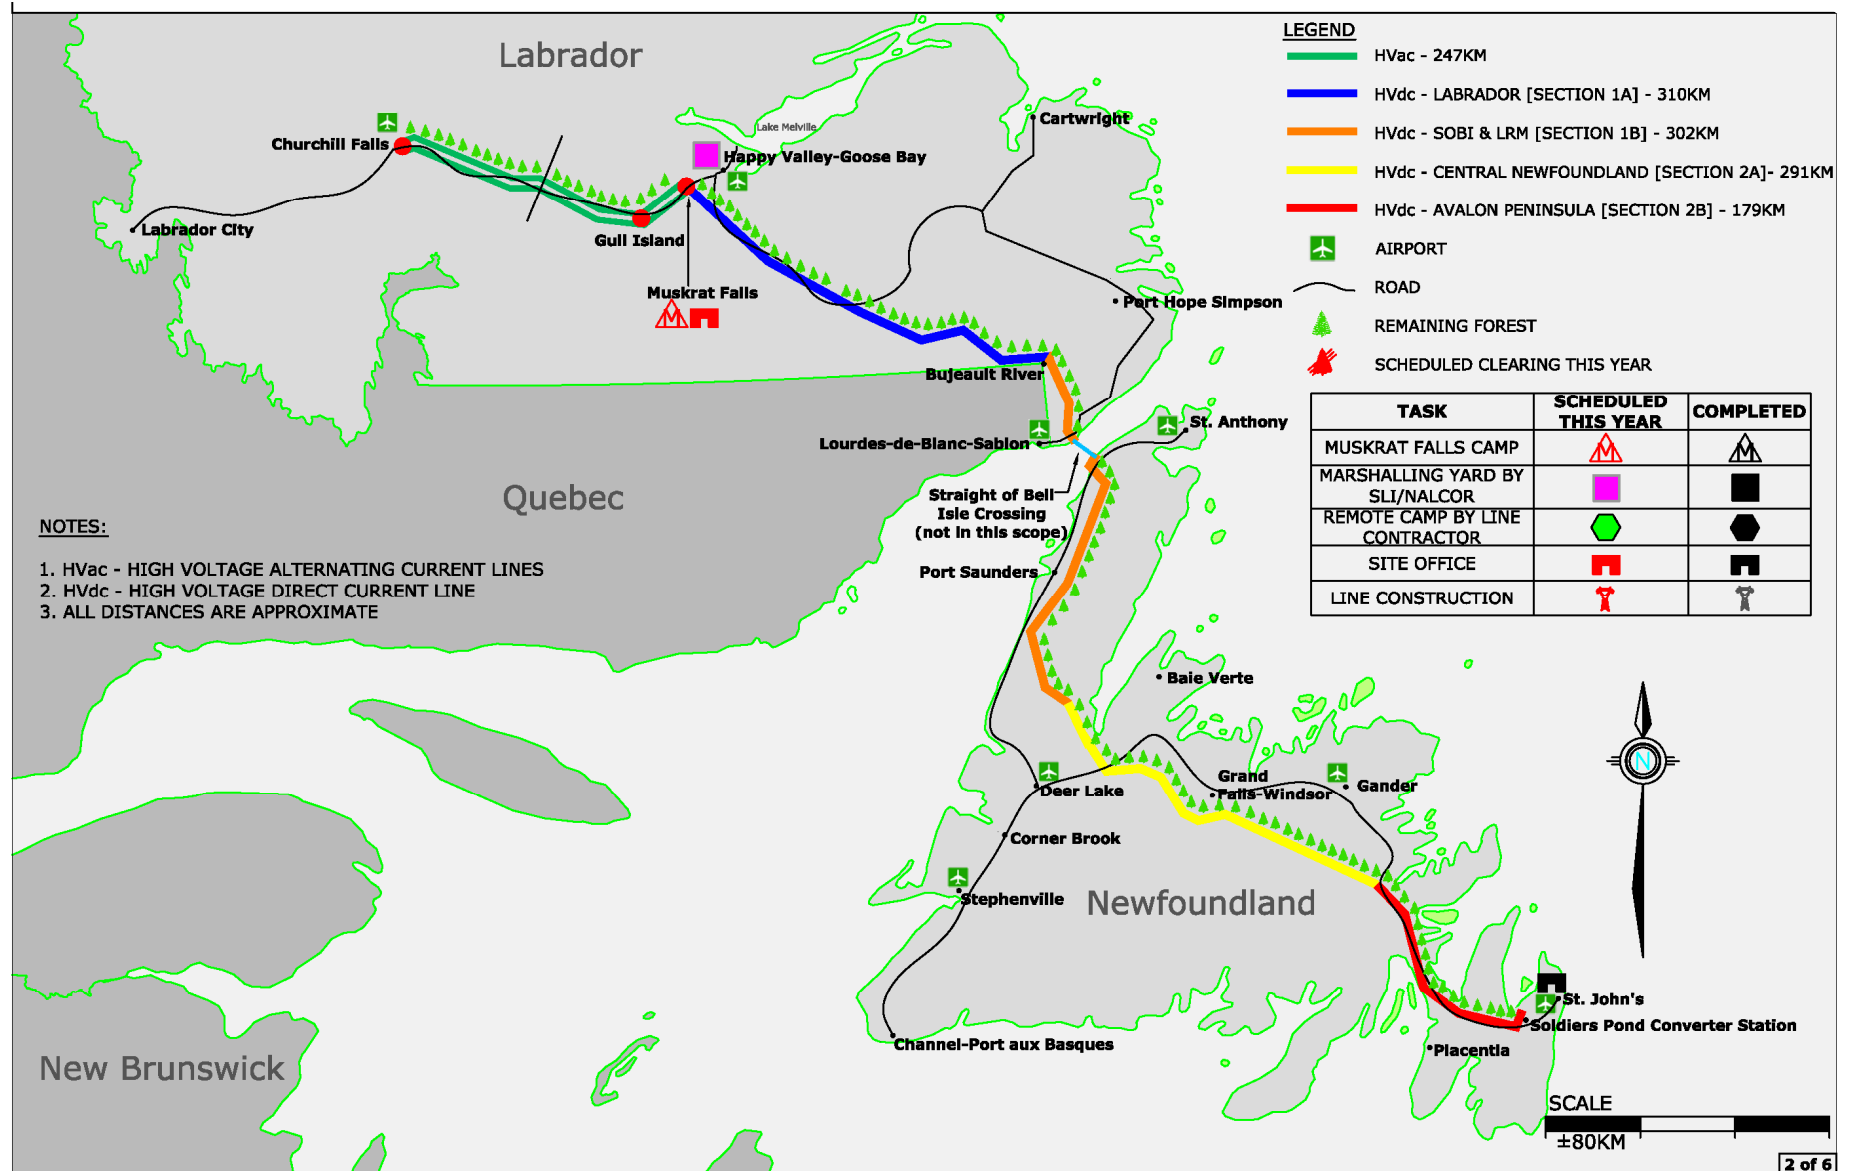 Labrador
Lake Melville
Churchill Falls
Cartwright
Happy Valley-Goose Bay
Labrador City
Gull Island
Muskrat Falls
Port Hope Simpson
Bujeault River
St. Anthony
Lourdes-de-Blanc-Sablon
Quebec
Straight of Bell
Isle Crossing
(not in this scope)
Port Saunders
NOTES:
1. HVac - HIGH VOLTAGE ALTERNATING CURRENT LINES
2. HVdc - HIGH VOLTAGE DIRECT CURRENT LINE
3. ALL DISTANCES ARE APPROXIMATE
Baie Verte
Deer Lake
Grand
Falls-Windsor
Gander
Corner Brook
Stephenville
Newfoundland
St. John's
Soldiers Pond Converter Station
Placentia
Channel-Port aux Basques
New Brunswick
LEGEND
HVac - 247KM
HVdc - LABRADOR [SECTION 1A] - 310KM
HVdc - SOBI & LRM [SECTION 1B] - 302KM
HVdc - CENTRAL NEWFOUNDLAND [SECTION 2A]- 291KM
HVdc - AVALON PENINSULA [SECTION 2B] - 179KM
AIRPORT
ROAD
REMAINING FOREST
SCHEDULED CLEARING THIS YEAR
TASK
SCHEDULED
THIS YEAR
COMPLETED
MUSKRAT FALLS CAMP
MARSHALLING YARD BY
SLI/NALCOR
REMOTE CAMP BY LINE
CONTRACTOR
SITE OFFICE
LINE CONSTRUCTION
N
SCALE
±80KM
2 of 6